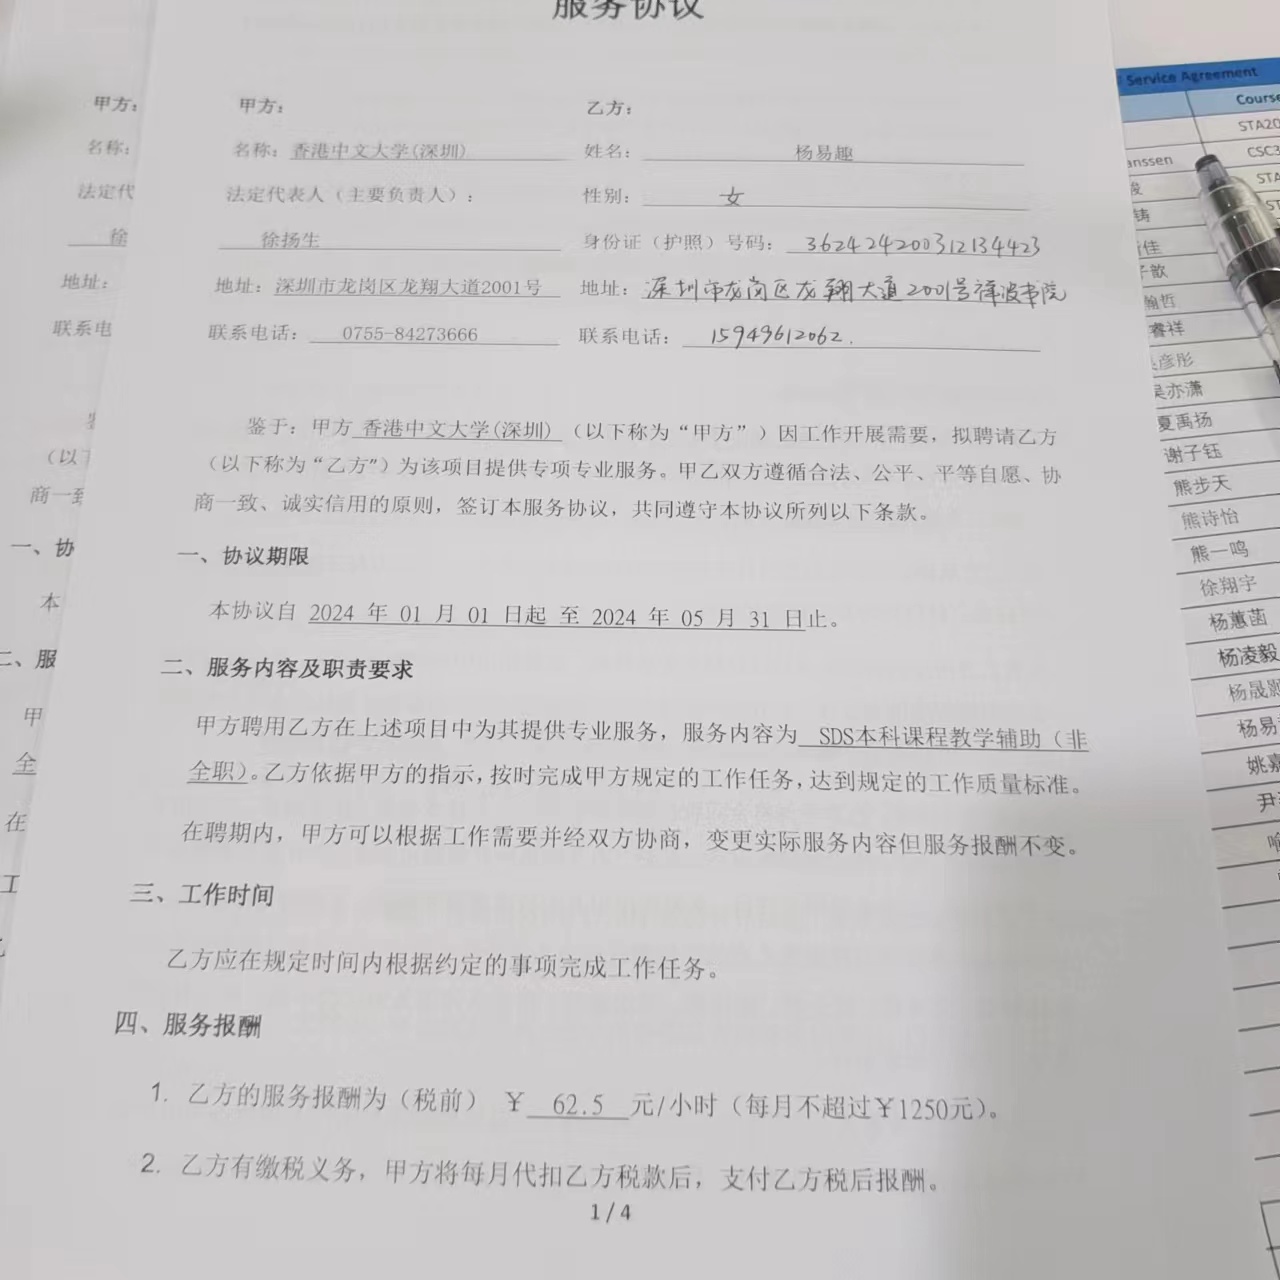 服务协议
甲方:
甲方:
乙方:
名称:
名称: 香港中文大学(深圳)
姓名: 杨易趣
法定代
法定代表人（主要负责人）:
性别: 女
徐
徐扬生
身份证（护照）号码: 362424200312134423
地址:
地址: 深圳市龙岗区龙翔大道2001号
地址: 深圳市龙岗区龙翔大道2001号祥波书院
联系电
联系电话: 0755-84273666
联系电话: 15949612062.
鉴于: 甲方 香港中文大学(深圳) （以下称为“甲方”）因工作开展需要，拟聘请乙方
（以下称为“乙方”）为该项目提供专项专业服务。甲乙双方遵循合法、公平、平等自愿、协
商一致、诚实信用的原则，签订本服务协议，共同遵守本协议所列以下条款。
（以下
商一致
一、协
本
二、服
甲
全
在
工
一、协议期限
本协议自 2024 年 01 月 01 日起 至 2024 年 05 月 31 日止。
二、服务内容及职责要求
甲方聘用乙方在上述项目中为其提供专业服务，服务内容为 SDS本科课程教学辅助（非
全职）。乙方依据甲方的指示，按时完成甲方规定的工作任务，达到规定的工作质量标准。
在聘期内，甲方可以根据工作需要并经双方协商，变更实际服务内容但服务报酬不变。
三、工作时间
乙方应在规定时间内根据约定的事项完成工作任务。
四、服务报酬
1. 乙方的服务报酬为（税前） ¥ 62.5 元/小时（每月不超过¥1250元）。
2. 乙方有缴税义务，甲方将每月代扣乙方税款后，支付乙方税后报酬。
1 / 4
Service Agreement
Course
STA20
anssen CSC3
STA
铸 ST
佳
歆
瀚哲
睿祥
彦彤
吴亦潇
夏禹扬
谢子钰
熊步天
熊诗怡
熊一鸣
徐翔宇
杨蕙菡
杨凌毅
杨晟
杨易
姚嘉
尹